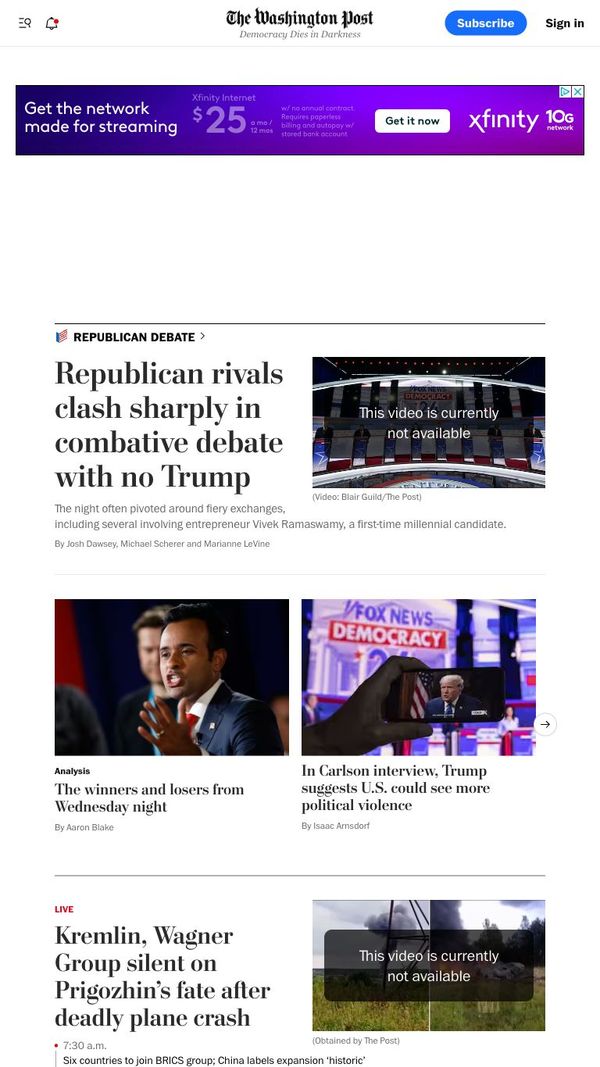 The Washington Post
Democracy Dies in Darkness
Subscribe
Sign in
Get the network
made for streaming
Xfinity Internet
$25
a mo /
12 mos
w/ no annual contract.
Requires paperless
billing and autopay w/
stored bank account
Get it now
xfinity 10G
network
REPUBLICAN DEBATE
Republican rivals
clash sharply in
combative debate
with no Trump
This video is currently
not available
(Video: Blair Guild/The Post)
The night often pivoted around fiery exchanges,
including several involving entrepreneur Vivek Ramaswamy, a first-time millennial candidate.
By Josh Dawsey, Michael Scherer and Marianne LeVine
FOX NEWS
DEMOCRACY
Analysis
The winners and losers from
Wednesday night
By Aaron Blake
In Carlson interview, Trump
suggests U.S. could see more
political violence
By Isaac Arnsdorf
LIVE
Kremlin, Wagner
Group silent on
Prigozhin's fate after
deadly plane crash
This video is currently
not available
(Obtained by The Post)
7:30 a.m.
Six countries to join BRICS group; China labels expansion 'historic'